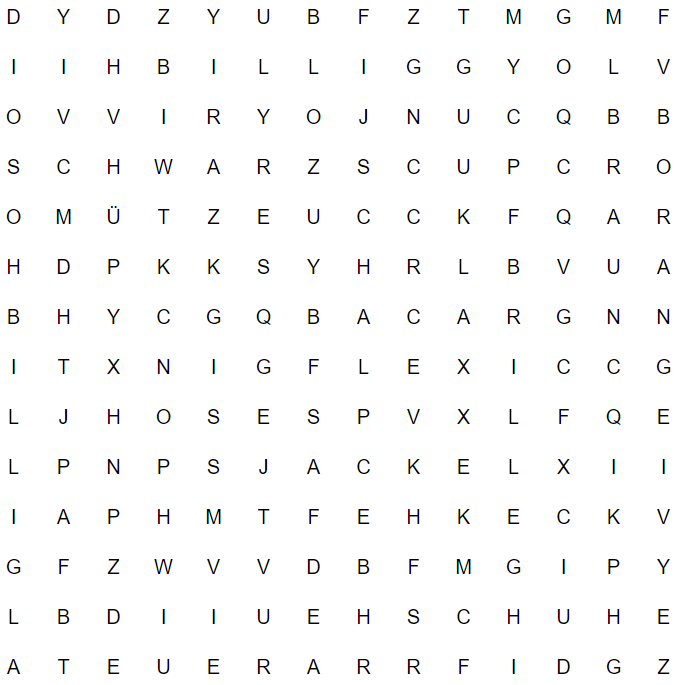 D Y D Z Y U B F Z T M G M F
I I H B I L L I G G Y O L V
O V V I R Y O J N U C Q B B
S C H W A R Z S C U P C R O
O M Ü T Z E U C C K F Q A R
H D P K K S Y H R L B V U A
B H Y C G Q B A C A R G N N
I T X N I G F L E X I C C G
L J H O S E S P V X L F Q E
L P N P S J A C K E L X I I
I A P H M T F E H K E C K V
G F Z W V V D B F M G I P Y
L B D I I U E H S C H U H E
A T E U E R A R R F I D G Z